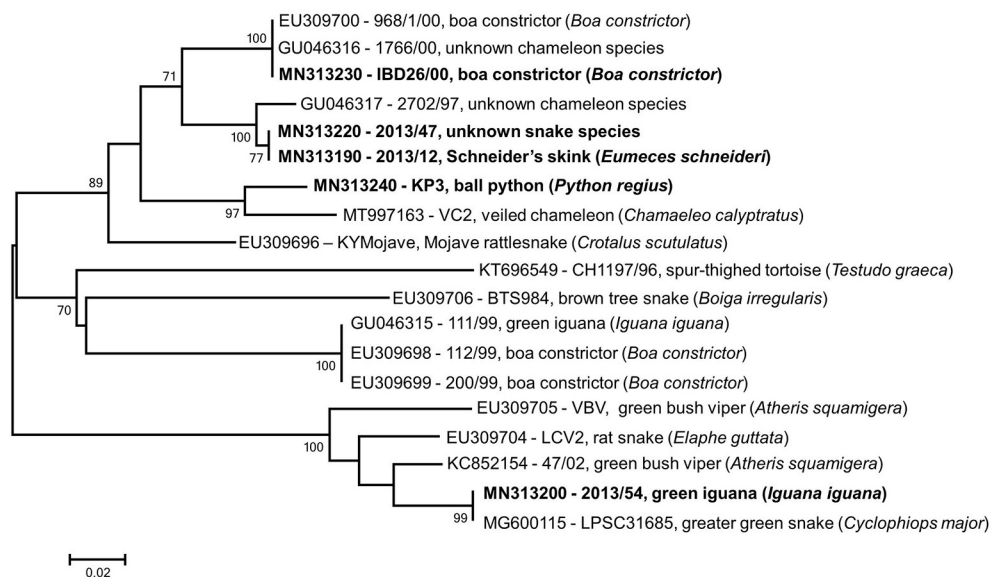 EU309700 - 968/1/00, boa constrictor (Boa constrictor)
100
GU046316 - 1766/00, unknown chameleon species
71
MN313230 - IBD26/00, boa constrictor (Boa constrictor)
GU046317 - 2702/97, unknown chameleon species
100
MN313220 - 2013/47, unknown snake species
77
MN313190 - 2013/12, Schneider's skink (Eumeces schneideri)
89
MN313240 - KP3, ball python (Python regius)
97
MT997163 - VC2, veiled chameleon (Chamaeleo calyptratus)
EU309696 – KYMojave, Mojave rattlesnake (Crotalus scutulatus)
KT696549 - CH1197/96, spur-thighed tortoise (Testudo graeca)
70
EU309706 - BTS984, brown tree snake (Boiga irregularis)
GU046315 - 111/99, green iguana (Iguana iguana)
EU309698 - 112/99, boa constrictor (Boa constrictor)
100
EU309699 - 200/99, boa constrictor (Boa constrictor)
EU309705 - VBV, green bush viper (Atheris squamigera)
100
EU309704 - LCV2, rat snake (Elaphe guttata)
KC852154 - 47/02, green bush viper (Atheris squamigera)
MN313200 - 2013/54, green iguana (Iguana iguana)
99
MG600115 - LPSC31685, greater green snake (Cyclophiops major)
0.02